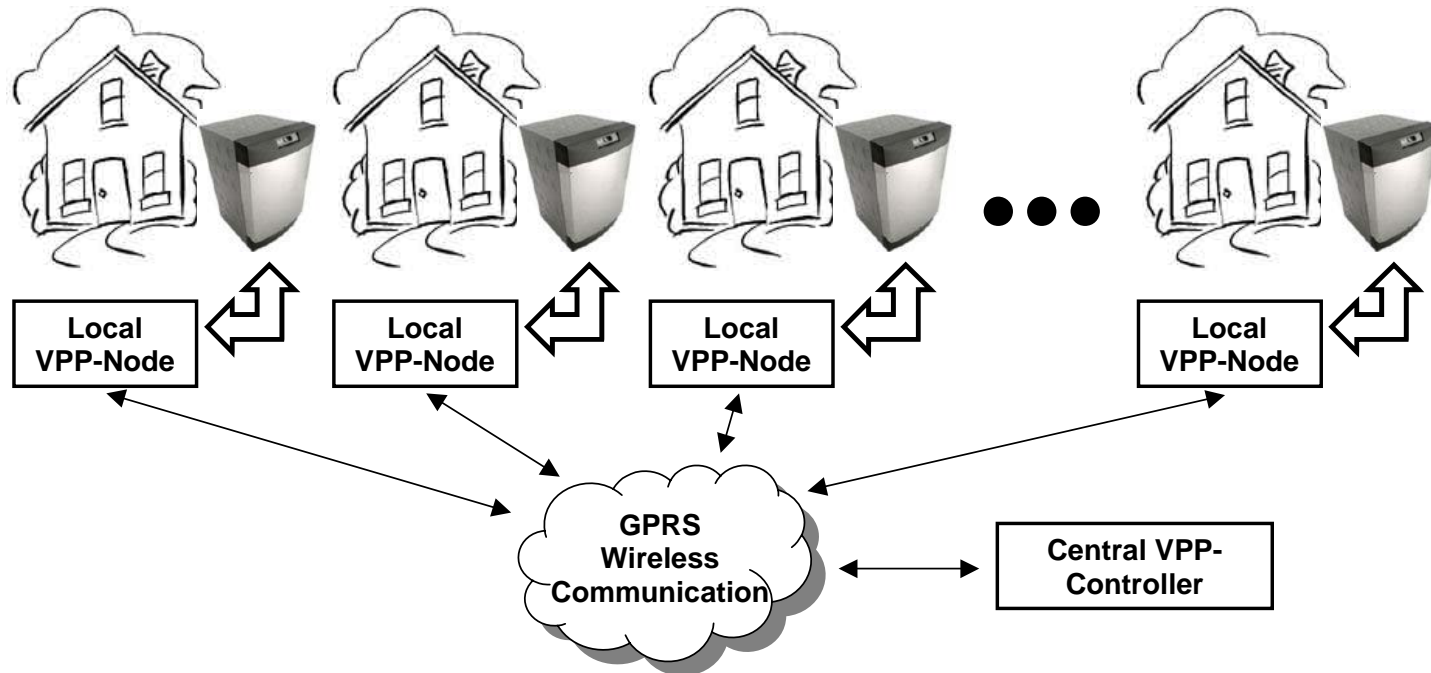 Local
VPP-Node
Local
VPP-Node
Local
VPP-Node
Local
VPP-Node
GPRS
Wireless
Communication
Central VPP-
Controller